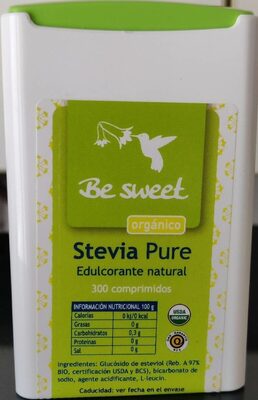 Be sweet
orgánico
Stevia Pure
Edulcorante natural
300 comprimidos
INFORMACIÓN NUTRICIONAL 100 g
Calorías 0 kj/0 kcal
Grasas 0 g
Carbohidratos 0,3 g
Proteínas 0 g
Sal 0 g
USDA
ORGANIC
Ingredientes: Glucósido de esteviol (Reb. A 97%
BIO, certificación USDA y BCS), bicarbonato de
sodio, agente acidificante, L-leucin.
Caducidad: ver fecha en el envase